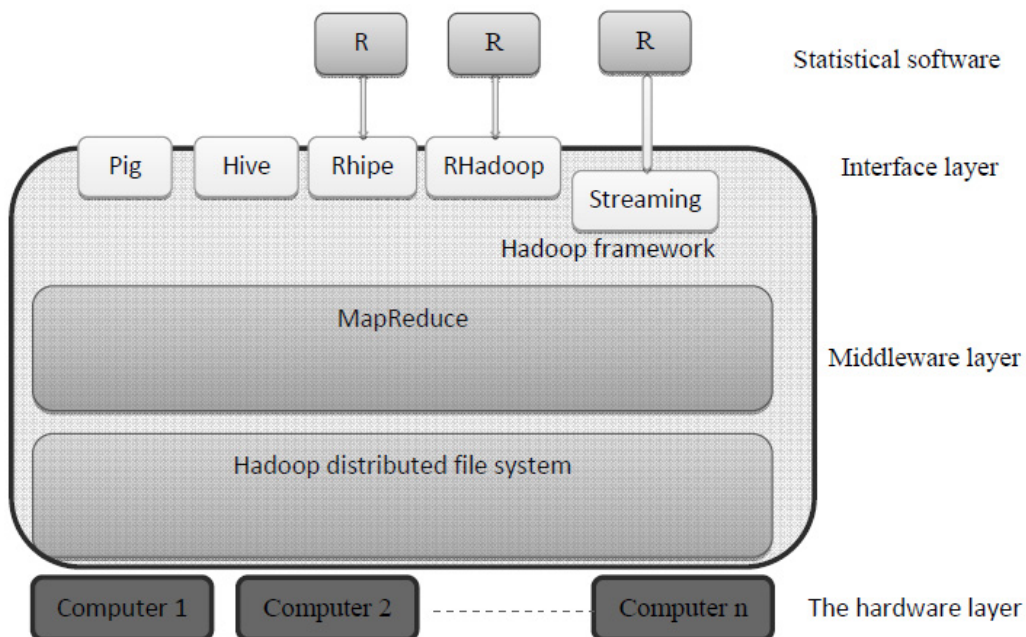 R
R
R
Statistical software
Pig
Hive
Rhipe
RHadoop
Interface layer
Streaming
Hadoop framework
MapReduce
Middleware layer
Hadoop distributed file system
Computer 1
Computer 2
Computer n
The hardware layer